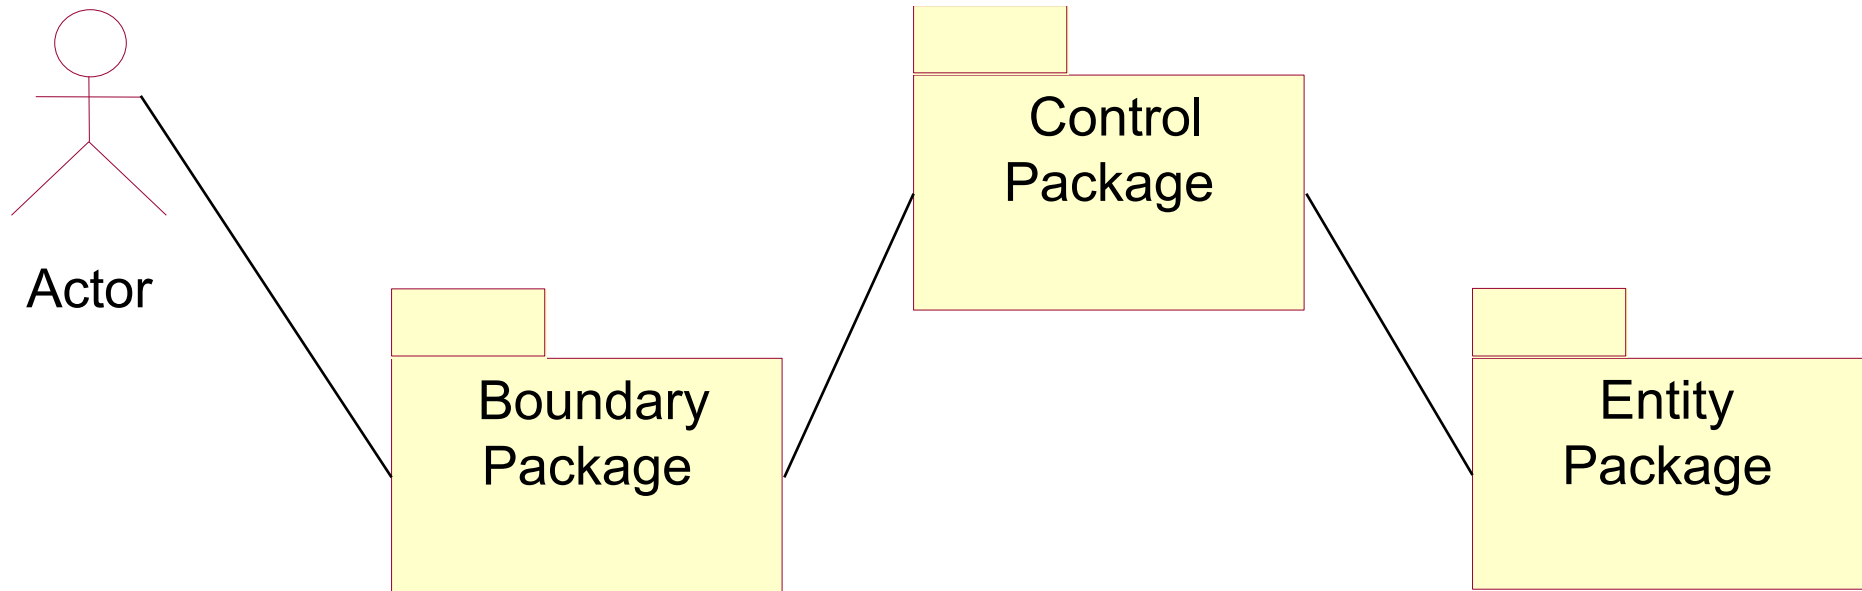 Actor
Boundary
Package
Control
Package
Entity
Package